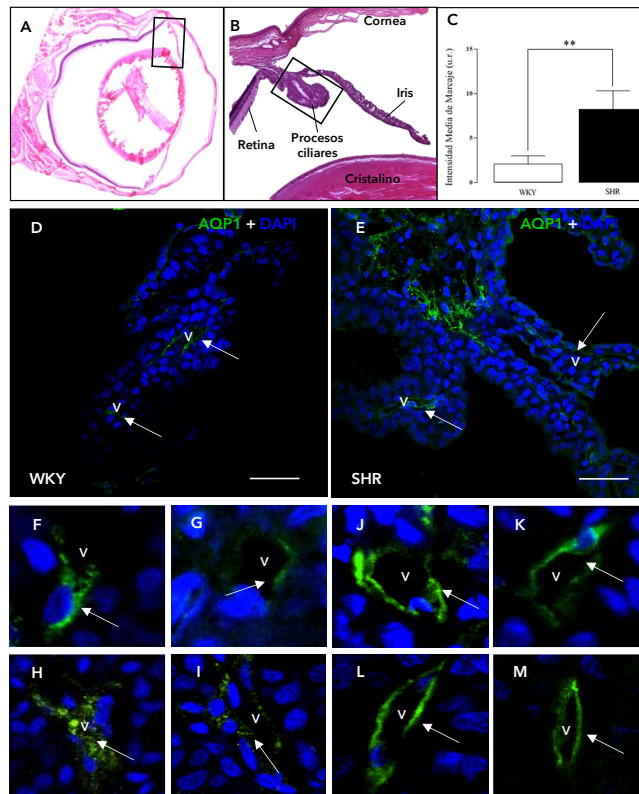 A
B
Cornea
Iris
Retina
Procesos
ciliares
Cristalino
C
Intensidad Media de Marcaje (u.r.)
15
10
5
0
**
WKY
SHR
D
AQP1 + DAPI
V
V
WKY
E
AQP1 + DAPI
V
V
SHR
F
V
G
V
J
V
K
V
H
V
I
V
L
V
M
V